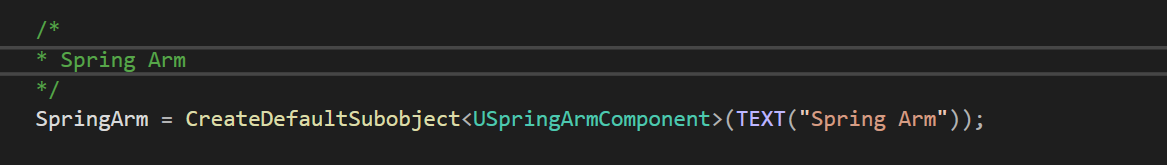 /*
* Spring Arm
*/
SpringArm = CreateDefaultSubobject<USpringArmComponent>(TEXT("Spring Arm"));